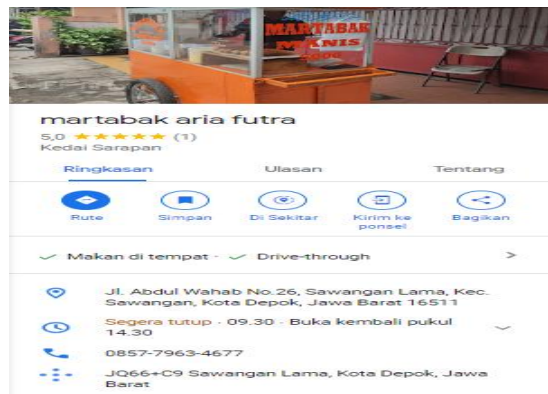 MARTABAK
MANIS
martabak aria futra
5,0 ★★★★★ (1)
Kedai Sarapan
Ringkasan
Ulasan
Tentang
Rute
Simpan
Di Sekitar
Kirim ke
ponsel
Bagikan
Makan di tempat · Drive-through
Jl. Abdul Wahab No.26, Sawangan Lama, Kec.
Sawangan, Kota Depok, Jawa Barat 16511
Segera tutup · 09.30 · Buka kembali pukul
14.30
0857-7963-4677
JQ66+C9 Sawangan Lama, Kota Depok, Jawa
Barat